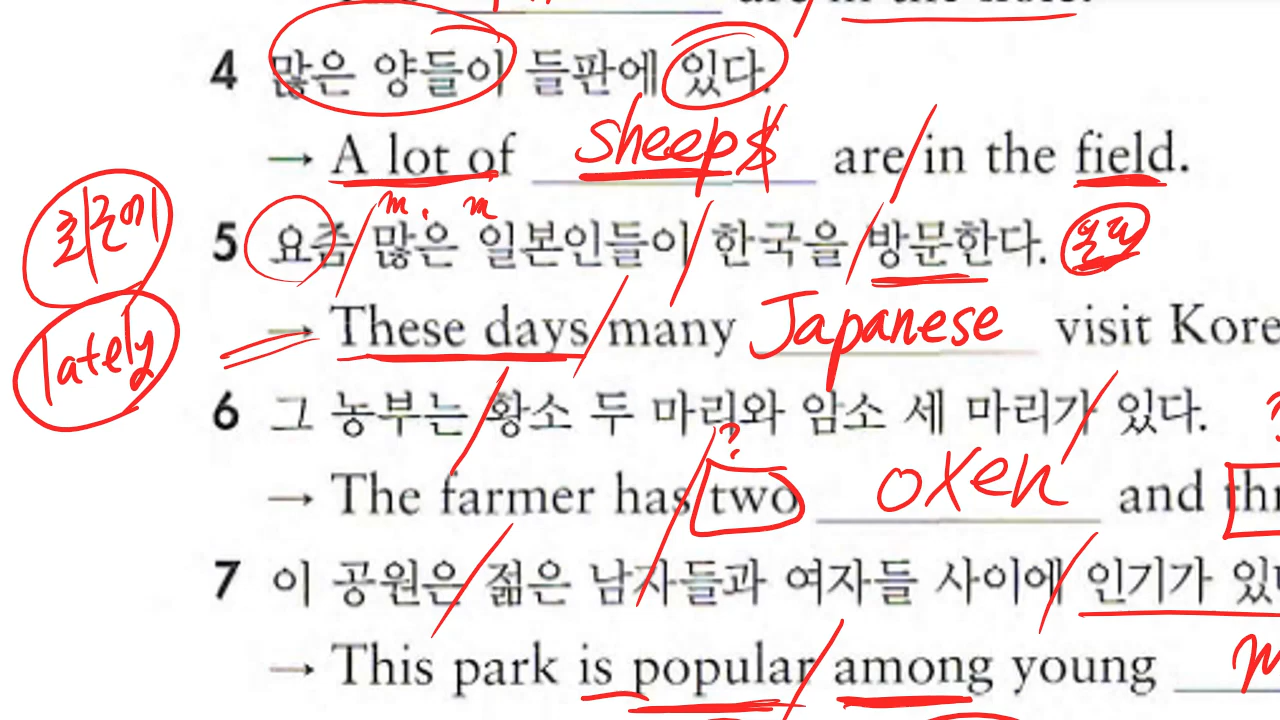 are in the hole.
4 많은 양들이 들판에 있다.
→ A lot of sheep are in the field.
최근에
5 요즘 많은 일본인들이 한국을 방문한다.
lately
→ These days many Japanese visit Kore
6 그 농부는 황소 두 마리와 암소 세 마리가 있다.
→ The farmer has two oxen and thr
7 이 공원은 젊은 남자들과 여자들 사이에 인기가 있
→ This park is popular among young m